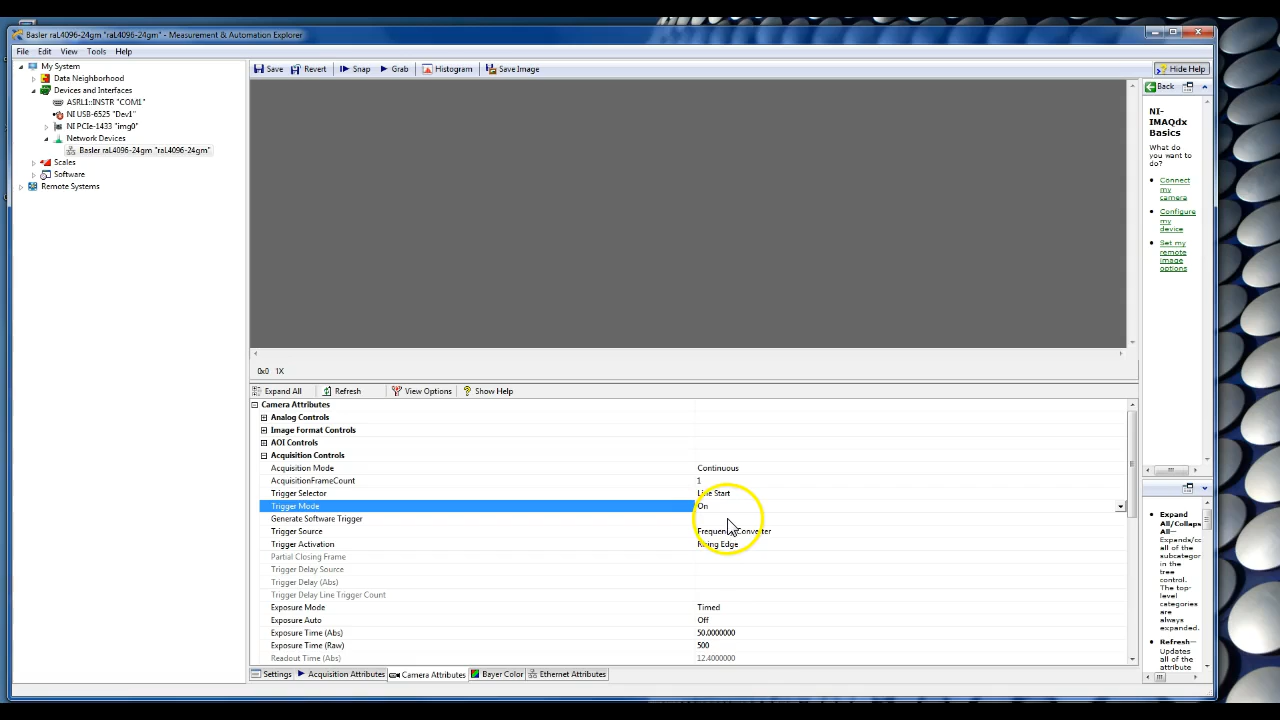 Basler raL4096-24gm "raL4096-24gm" - Measurement & Automation Explorer
File Edit View Tools Help
My System
Data Neighborhood
Devices and Interfaces
ASRL1::INSTR "COM1"
NI USB-6525 "Dev1"
NI PCIe-1433 "img0"
Network Devices
Basler raL4096-24gm "raL4096-24gm"
Scales
Software
Remote Systems
Save Revert Snap Grab Histogram Save Image
Hide Help
Back
NI-
IMAQdx
Basics
What do
you want to
do?
Connect
my
camera
Configure
my
device
Set my
remote
image
options
0x0 1X
Expand All Refresh View Options Show Help
Camera Attributes
Analog Controls
Image Format Controls
AOI Controls
Acquisition Controls
Acquisition Mode Continuous
AcquisitionFrameCount 1
Trigger Selector Line Start
Trigger Mode On
Generate Software Trigger
Trigger Source Frequency Converter
Trigger Activation Rising Edge
Partial Closing Frame
Trigger Delay Source
Trigger Delay (Abs)
Trigger Delay Line Trigger Count
Exposure Mode Timed
Exposure Auto Off
Exposure Time (Abs) 50.0000000
Exposure Time (Raw) 500
Readout Time (Abs) 12.4000000
Settings Acquisition Attributes Camera Attributes Bayer Color Ethernet Attributes
Expand
All/Collaps
All—
Expands/co
all of the
subcategor
in the tree
control.
The top-
level
categories
are
always
expanded.
Refresh—
Updates
all of the
attribute